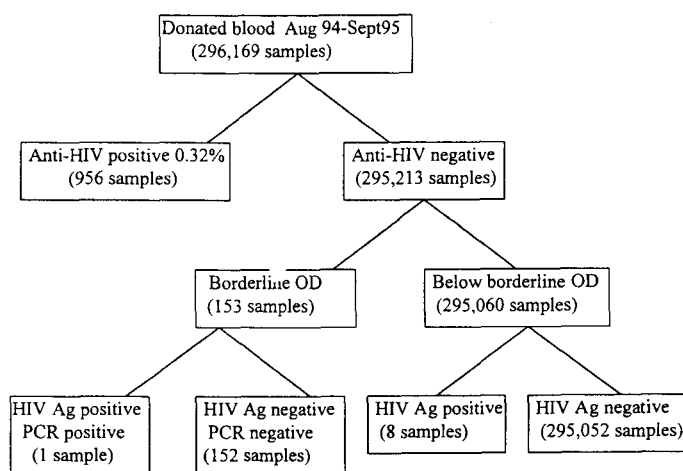 Donated blood Aug 94-Sept95
(296,169 samples)
Anti-HIV positive 0.32%
(956 samples)
Anti-HIV negative
(295,213 samples)
Borderline OD
(153 samples)
Below borderline OD
(295,060 samples)
HIV Ag positive
PCR positive
(1 sample)
HIV Ag negative
PCR negative
(152 samples)
HIV Ag positive
(8 samples)
HIV Ag negative
(295,052 samples)